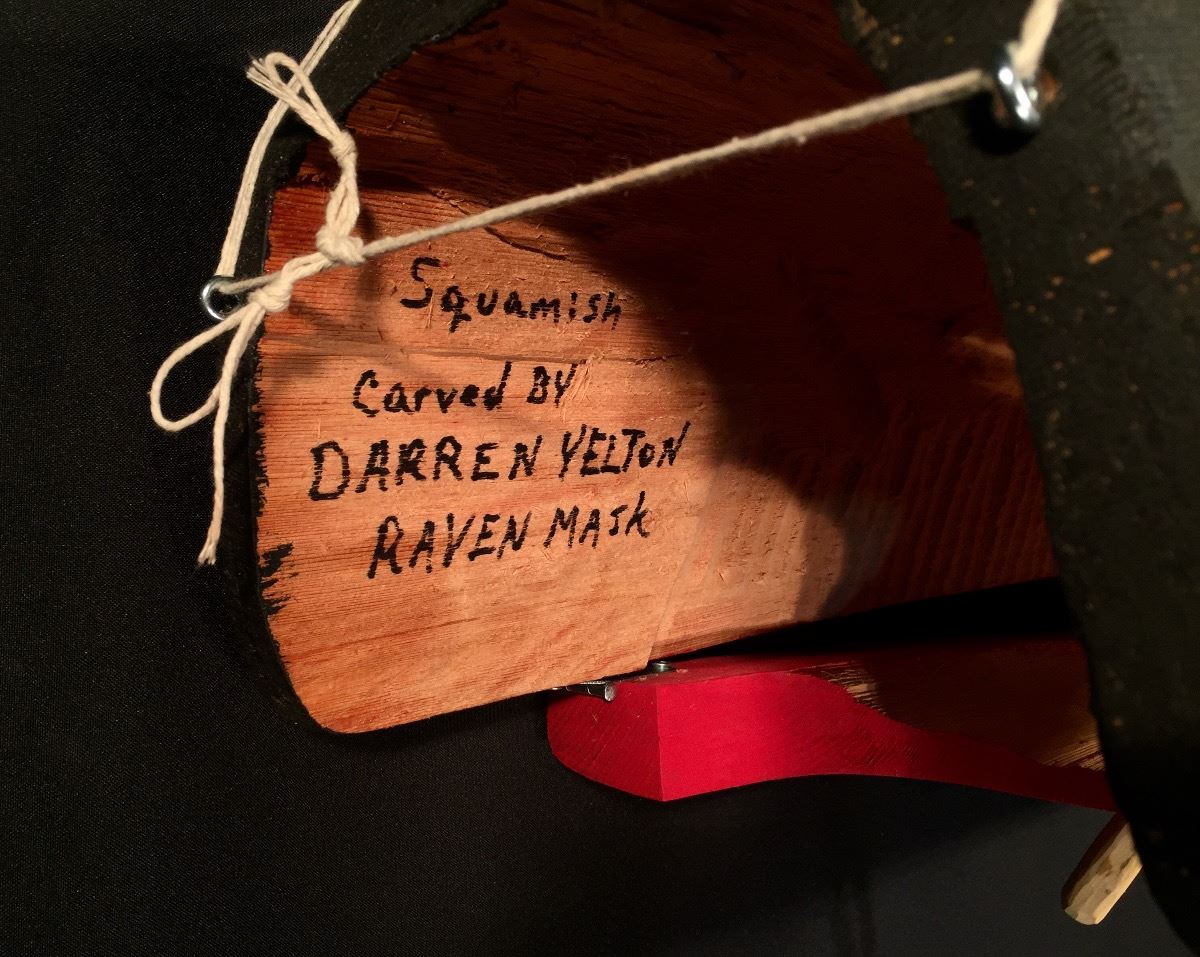 Squamish
Carved BY
DARREN YELTON
RAVEN MASk